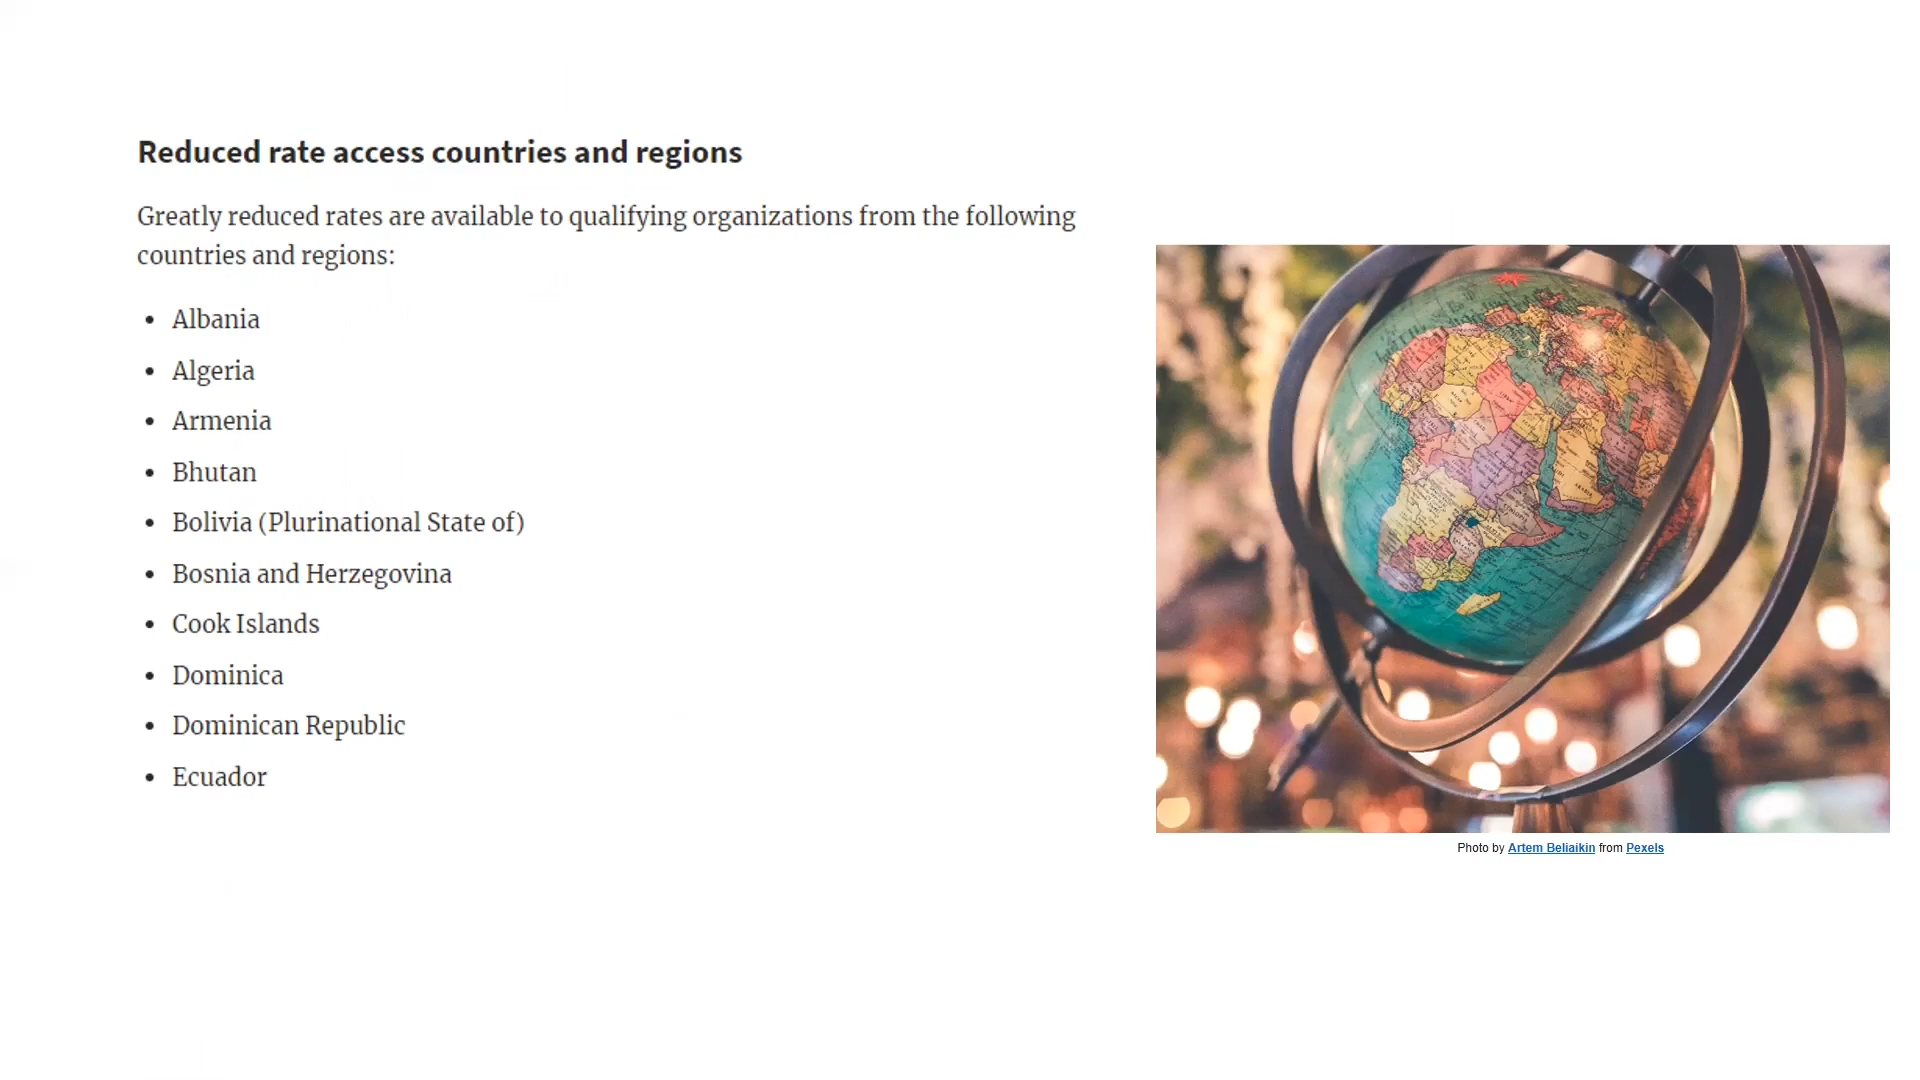 Reduced rate access countries and regions
Greatly reduced rates are available to qualifying organizations from the following
countries and regions:
• Albania
• Algeria
• Armenia
• Bhutan
• Bolivia (Plurinational State of)
• Bosnia and Herzegovina
• Cook Islands
• Dominica
• Dominican Republic
• Ecuador
Photo by Artem Beliaikin from Pexels